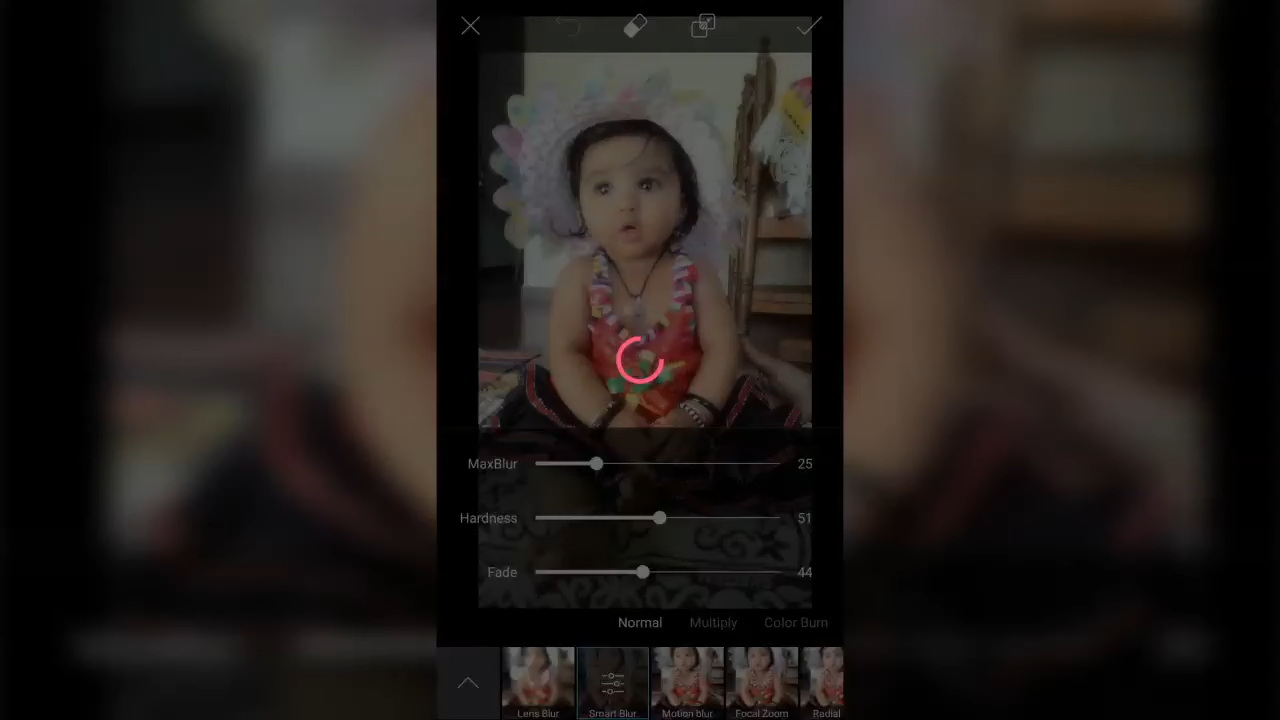 MaxBlur 25
Hardness 51
Fade 44
Normal Multiply Color Burn
Lens Blur Smart Blur Motion blur Focal Zoom Radial